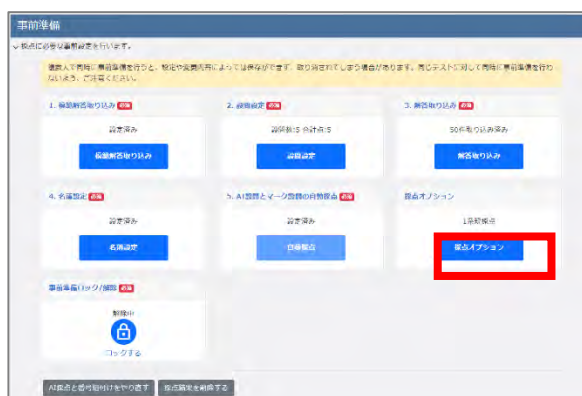 事前準備
採点に必要な事前設定を行います。
複数人で同時に事前準備を行うと、設定や変更内容によっては保存ができず、取り消されてしまう場合があります。同じテストに対して同時に事前準備を行わ
ないよう、ご注意ください。
1. 模範解答取り込み 必須
設定済み
模範解答取り込み
2. 設問設定 必須
設問数:5 合計点:5
設問設定
3. 解答取り込み 必須
50件取り込み済み
解答取り込み
4. 名簿設定 必須
設定済み
名簿設定
5. AI設問とマーク設問の自動採点 必須
設定済み
自動採点
採点オプション
1段階採点
採点オプション
事前準備ロック/解除 必須
解除中
ロックする
AI採点と番号紐付けをやり直す
採点結果を削除する